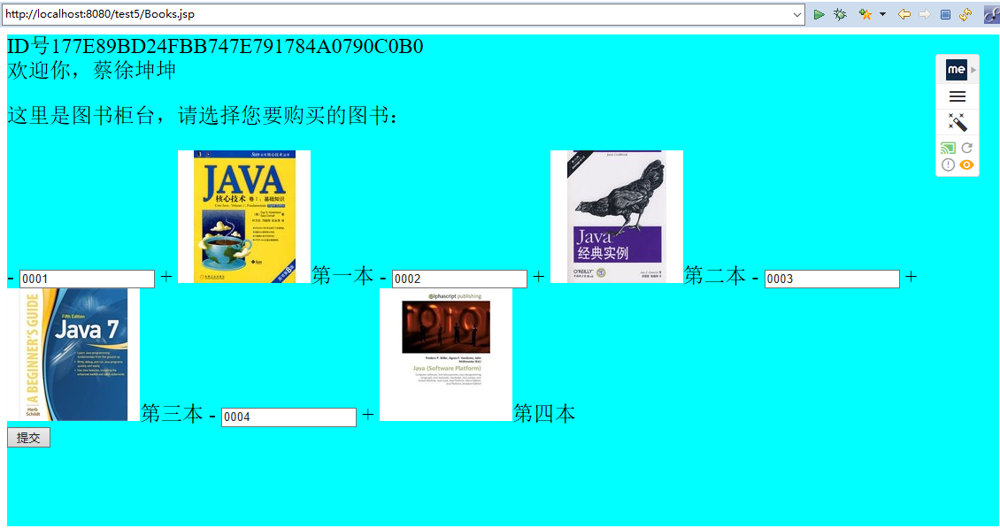 http://localhost:8080/test5/Books.jsp
ID号177E89BD24FBB747E791784A0790C0B0
欢迎你，蔡徐坤坤
me
这里是图书柜台，请选择您要购买的图书：
JAVA
核心技术 卷I：基础知识
Java Cookbook
Java
经典实例
O'REILLY
- 0001 + 第一本 - 0002 + 第二本 - 0003 +
A BEGINNER'S GUIDE
Fifth Edition
Java 7
Herb
Schildt
alphascript publishing
Java (Software Platform)
第三本 - 0004 + 第四本
提交